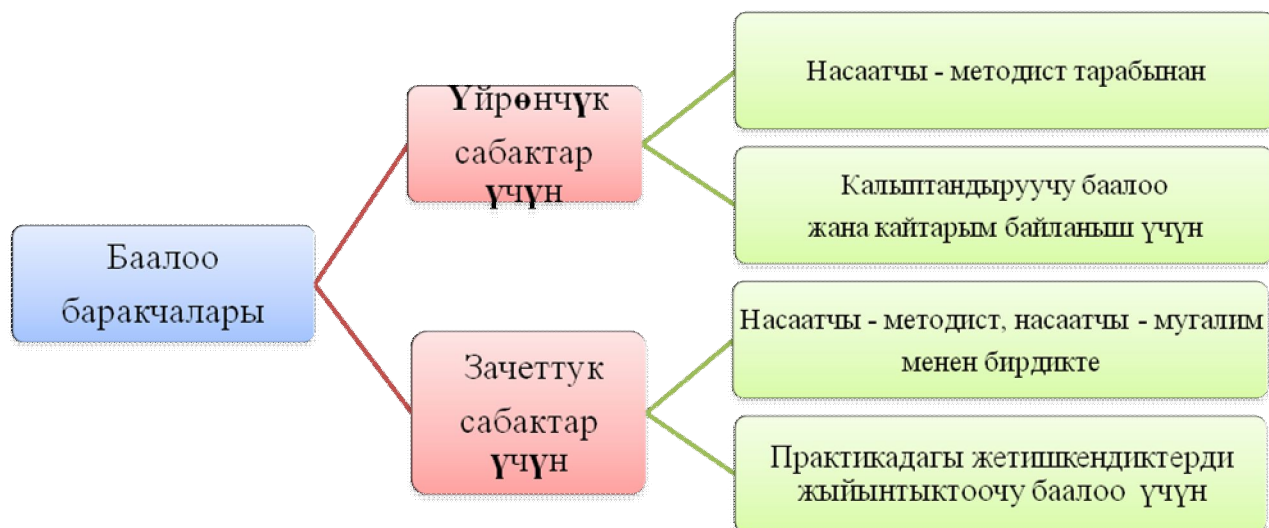 Баалоо
баракчалары
Үйрөнчүк
сабактар
үчүн
Насаатчы - методист тарабынан
Калыптандыруучу баалоо
жана кайтарым байланыш үчүн
Зачеттук
сабактар
үчүн
Насаатчы - методист, насаатчы - мугалим
менен бирдикте
Практикадагы жетишкендиктерди
жыйынтыктоочу баалоо үчүн